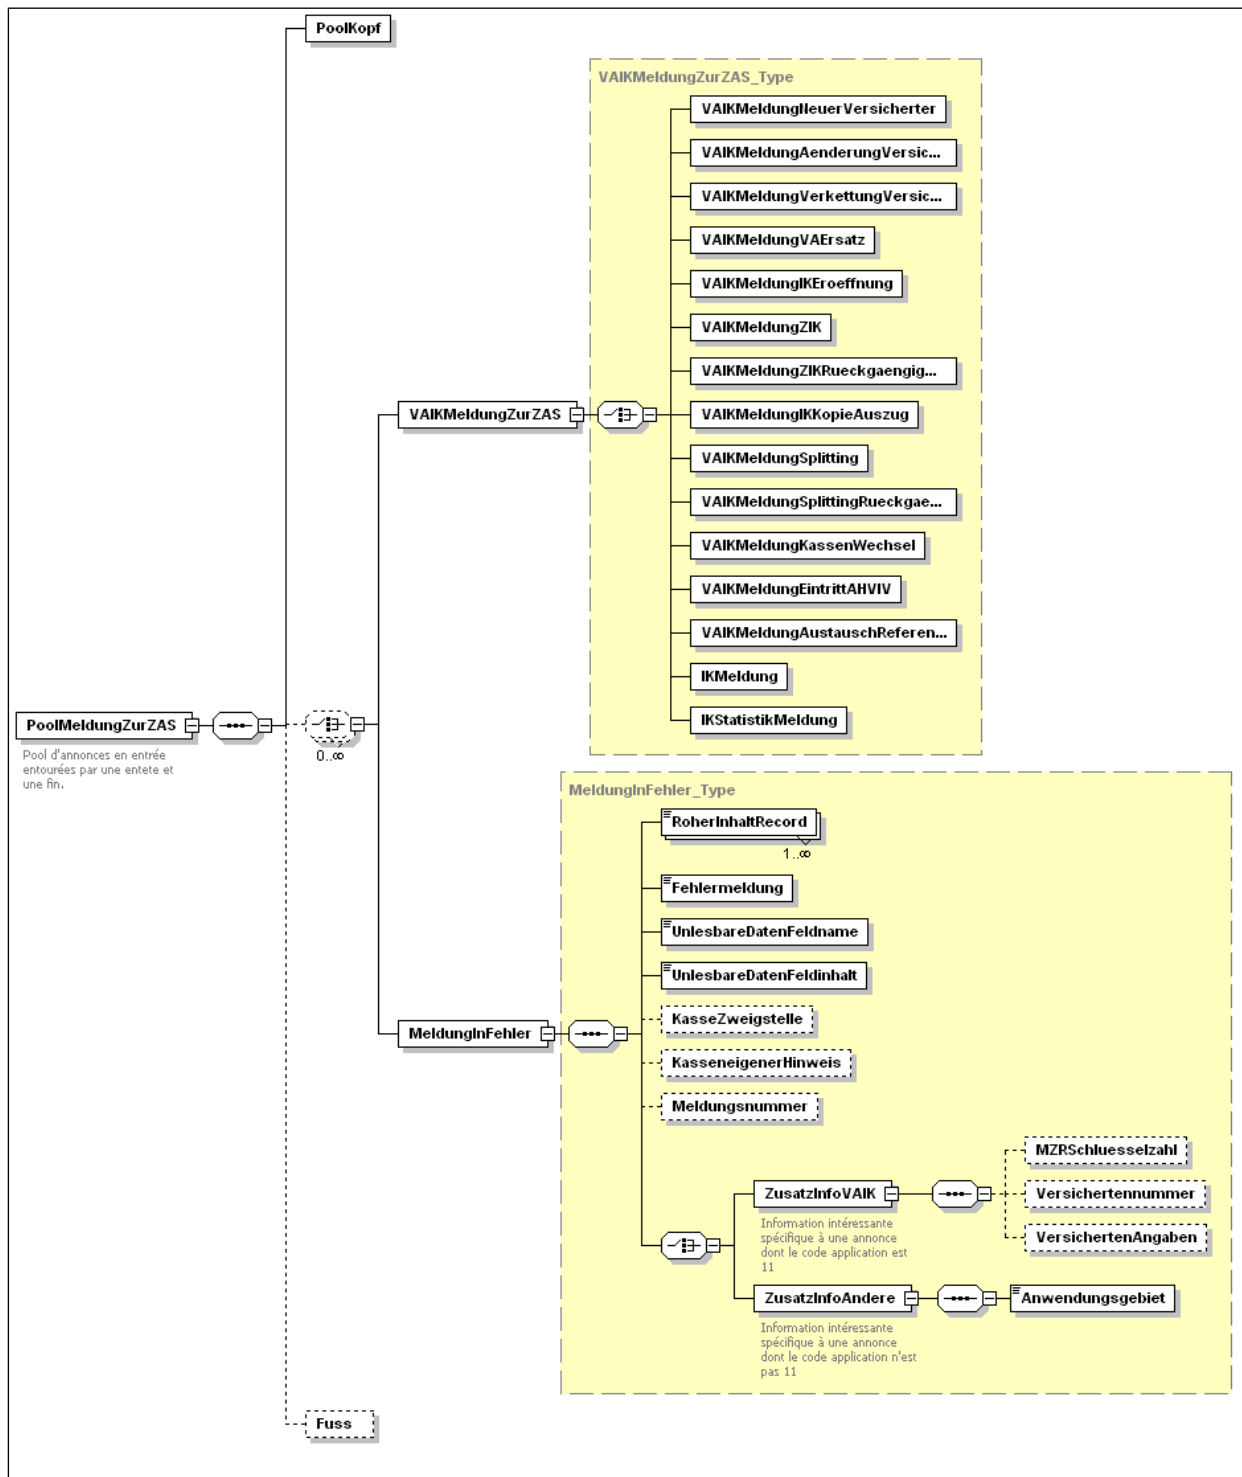 PoolKopf
VAIKMeldungZurZAS_Type
VAIKMeldungNeuerVersicherter
VAIKMeldungAenderungVersic...
VAIKMeldungVerkettungVersic...
VAIKMeldungVAErsatz
VAIKMeldungIKEroeffnung
VAIKMeldungZIK
VAIKMeldungZIKRueckgaengig...
VAIKMeldungZurZAS
VAIKMeldungIKKopieAuszug
VAIKMeldungSplitting
VAIKMeldungSplittingRueckgae...
VAIKMeldungKassenWechsel
VAIKMeldungEintrittAHVIV
VAIKMeldungAustauschReferen...
IKMeldung
IKStatistikMeldung
PoolMeldungZurZAS
Pool d'annonces en entrée
entourées par une entete et
une fin.
0..∞
MeldungInFehler_Type
RoherInhaltRecord
1..∞
Fehlermeldung
UnlesbareDatenFeldname
UnlesbareDatenFeldinhalt
KasseZweigstelle
MeldungInFehler
KasseneigenerHinweis
Meldungsnummer
MZRSchluesselzahl
ZusatzInfoVAIK
Versichertennummer
Information intéressante
spécifique à une annonce
dont le code application est
11
VersichertenAngaben
ZusatzInfoAndere
Anwendungsgebiet
Information intéressante
spécifique à une annonce
dont le code application n'est
pas 11
Fuss